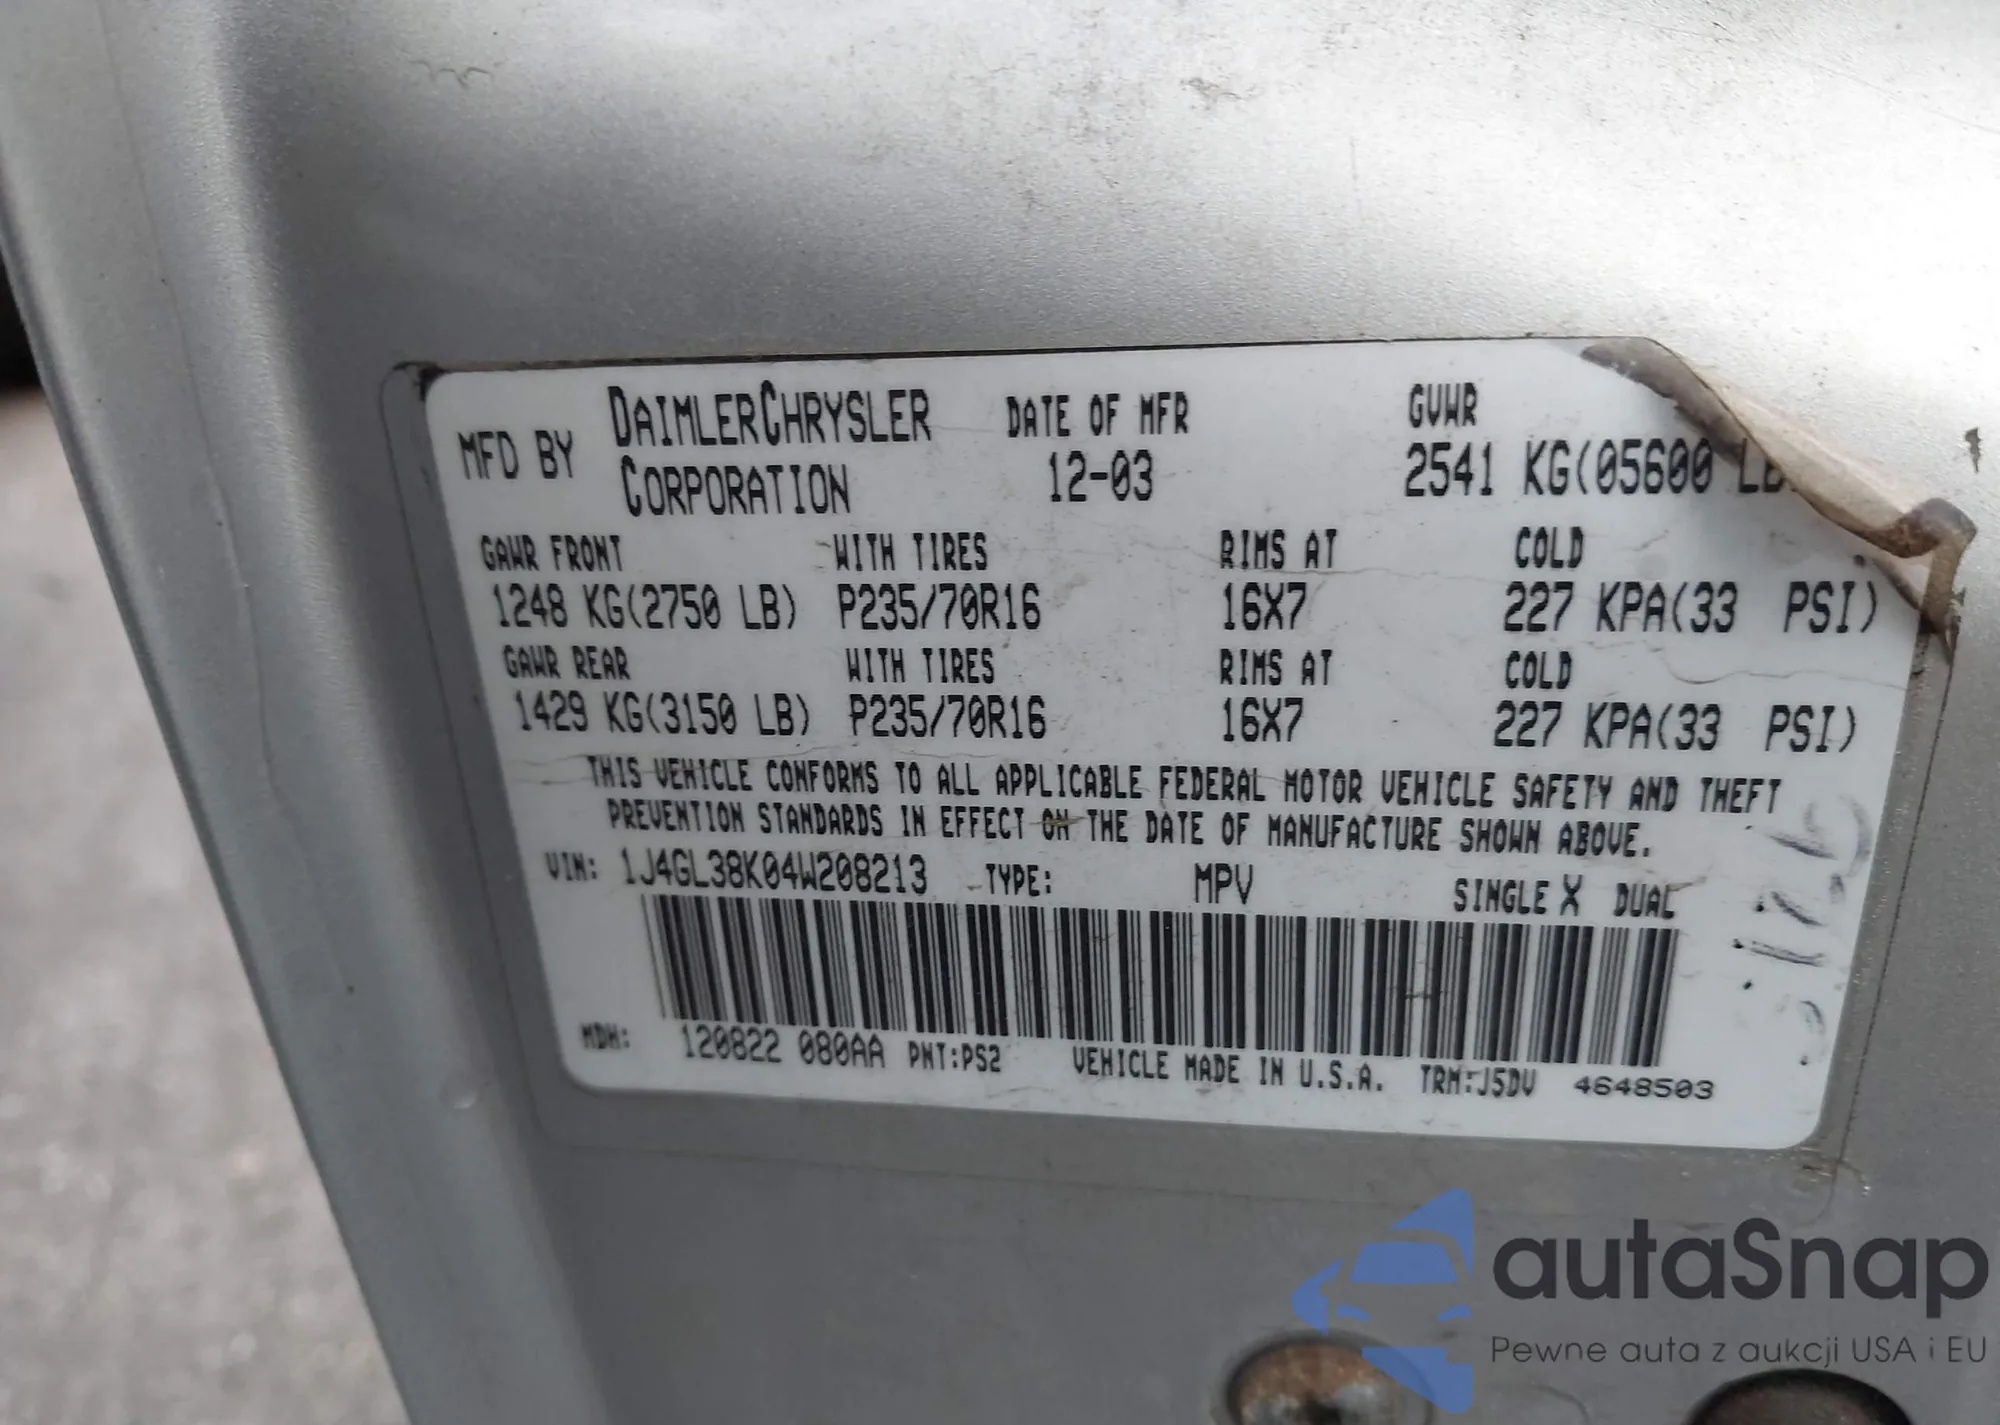 MFD BY DAIMLERCHRYSLER CORPORATION
DATE OF MFR 12-03
GVWR 2541 KG(05600 LB
GAWR FRONT WITH TIRES RIMS AT COLD
1248 KG(2750 LB) P235/70R16 16X7 227 KPA(33 PSI)
GAWR REAR WITH TIRES RIMS AT COLD
1429 KG(3150 LB) P235/70R16 16X7 227 KPA(33 PSI)
THIS VEHICLE CONFORMS TO ALL APPLICABLE FEDERAL MOTOR VEHICLE SAFETY AND THEFT
PREVENTION STANDARDS IN EFFECT ON THE DATE OF MANUFACTURE SHOWN ABOVE.
VIN: 1J4GL38K04W208213 TYPE: MPV SINGLE X DUAL
MDH: 120822 080AA PNT:PS2 VEHICLE MADE IN U.S.A. TRM:J5DV 4648503
autaSnap
Pewne auta z aukcji USA i EU